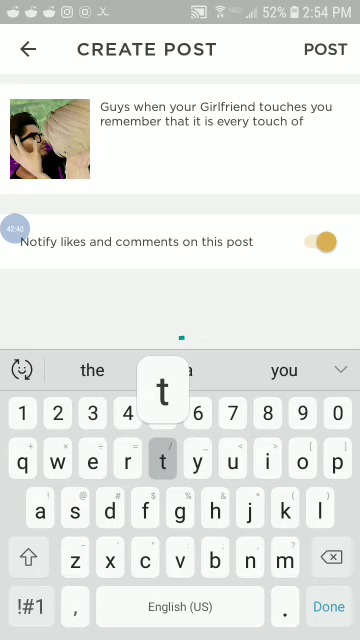 52% 2:54 PM
CREATE POST POST
Guys when your Girlfriend touches you
remember that it is every touch of
43:40
Notify likes and comments on this post
the a you
t
1 2 3 4 6 7 8 9 0
+ × ÷ = / _ < > [ ]
q w e r t y u i o p
! @ # $ % & * ( )
a s d f g h j k l
- ' " : ; , ?
z x c v b n m
!#1 , English (US) . Done